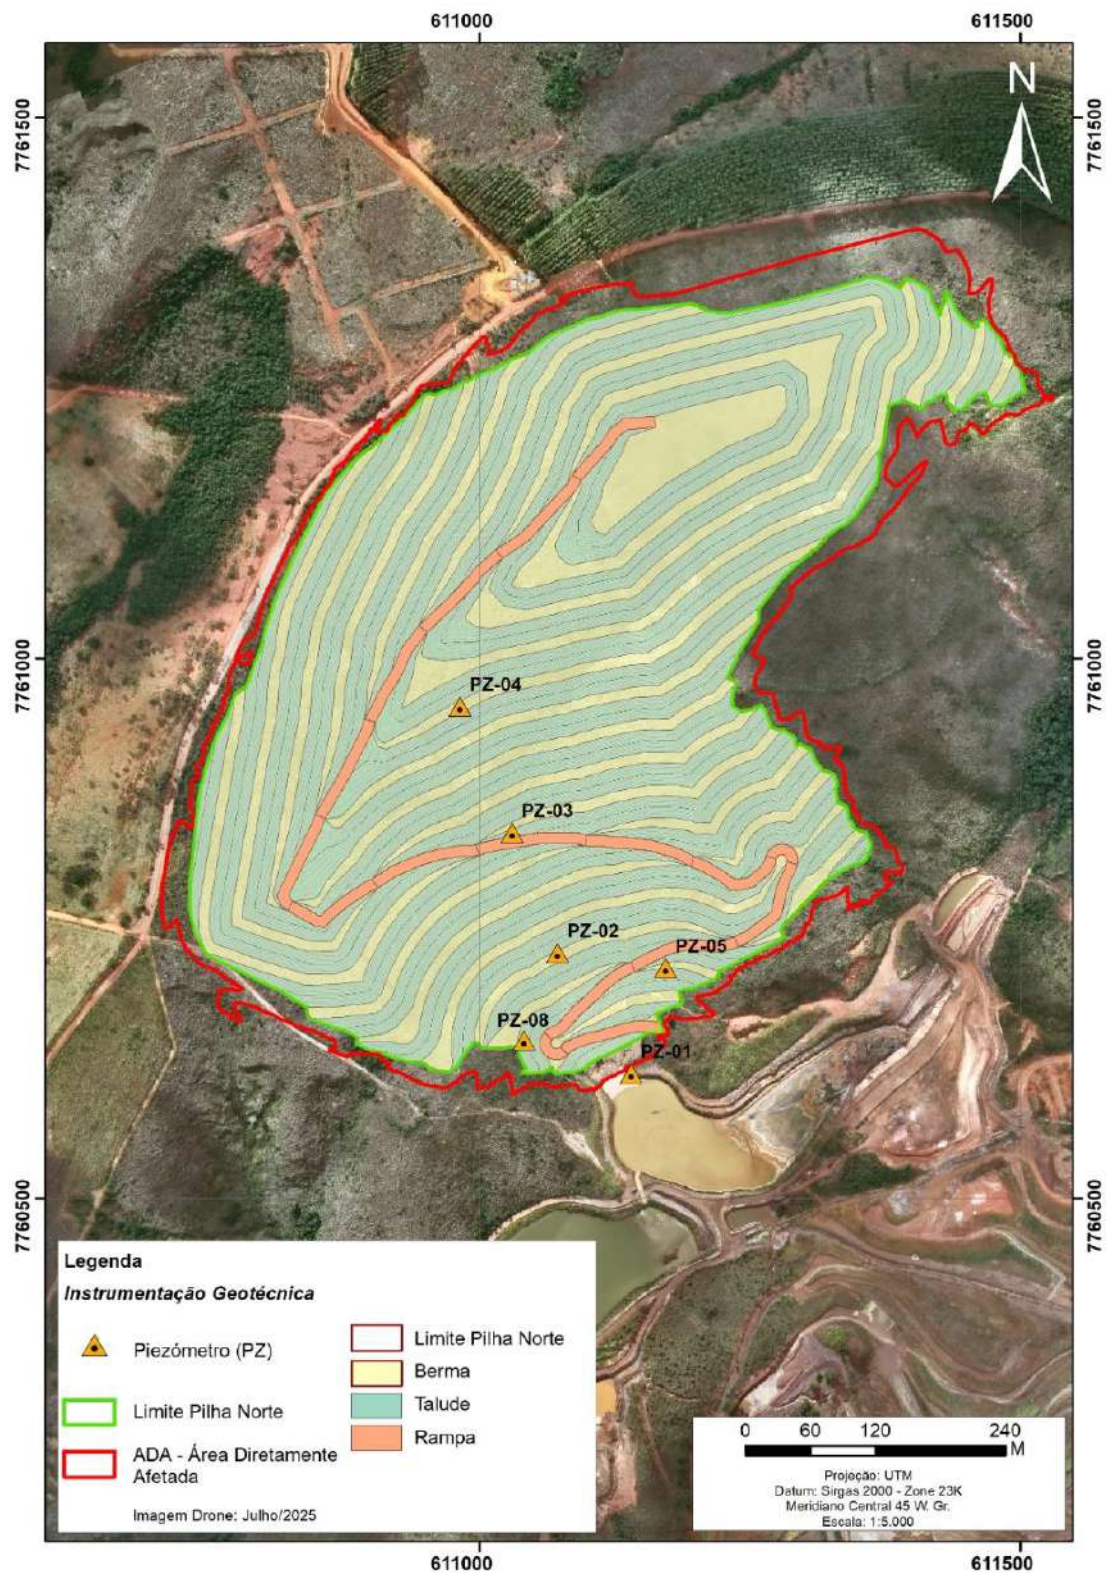 611000
611500
N
7761500
7761500
7761000
7761000
PZ-04
PZ-03
PZ-02
PZ-05
PZ-08
PZ-01
7760500
7760500
Legenda
Instrumentação Geotécnica
Piezómetro (PZ)
Limite Pilha Norte
ADA - Área Diretamente
Afetada
Imagem Drone: Julho/2025
Limite Pilha Norte
Berma
Talude
Rampa
0 60 120 240
M
Projeção: UTM
Datum: Sirgas 2000 - Zone 23K
Meridiano Central 45 W. Gr.
Escala: 1:5.000
611000
611500